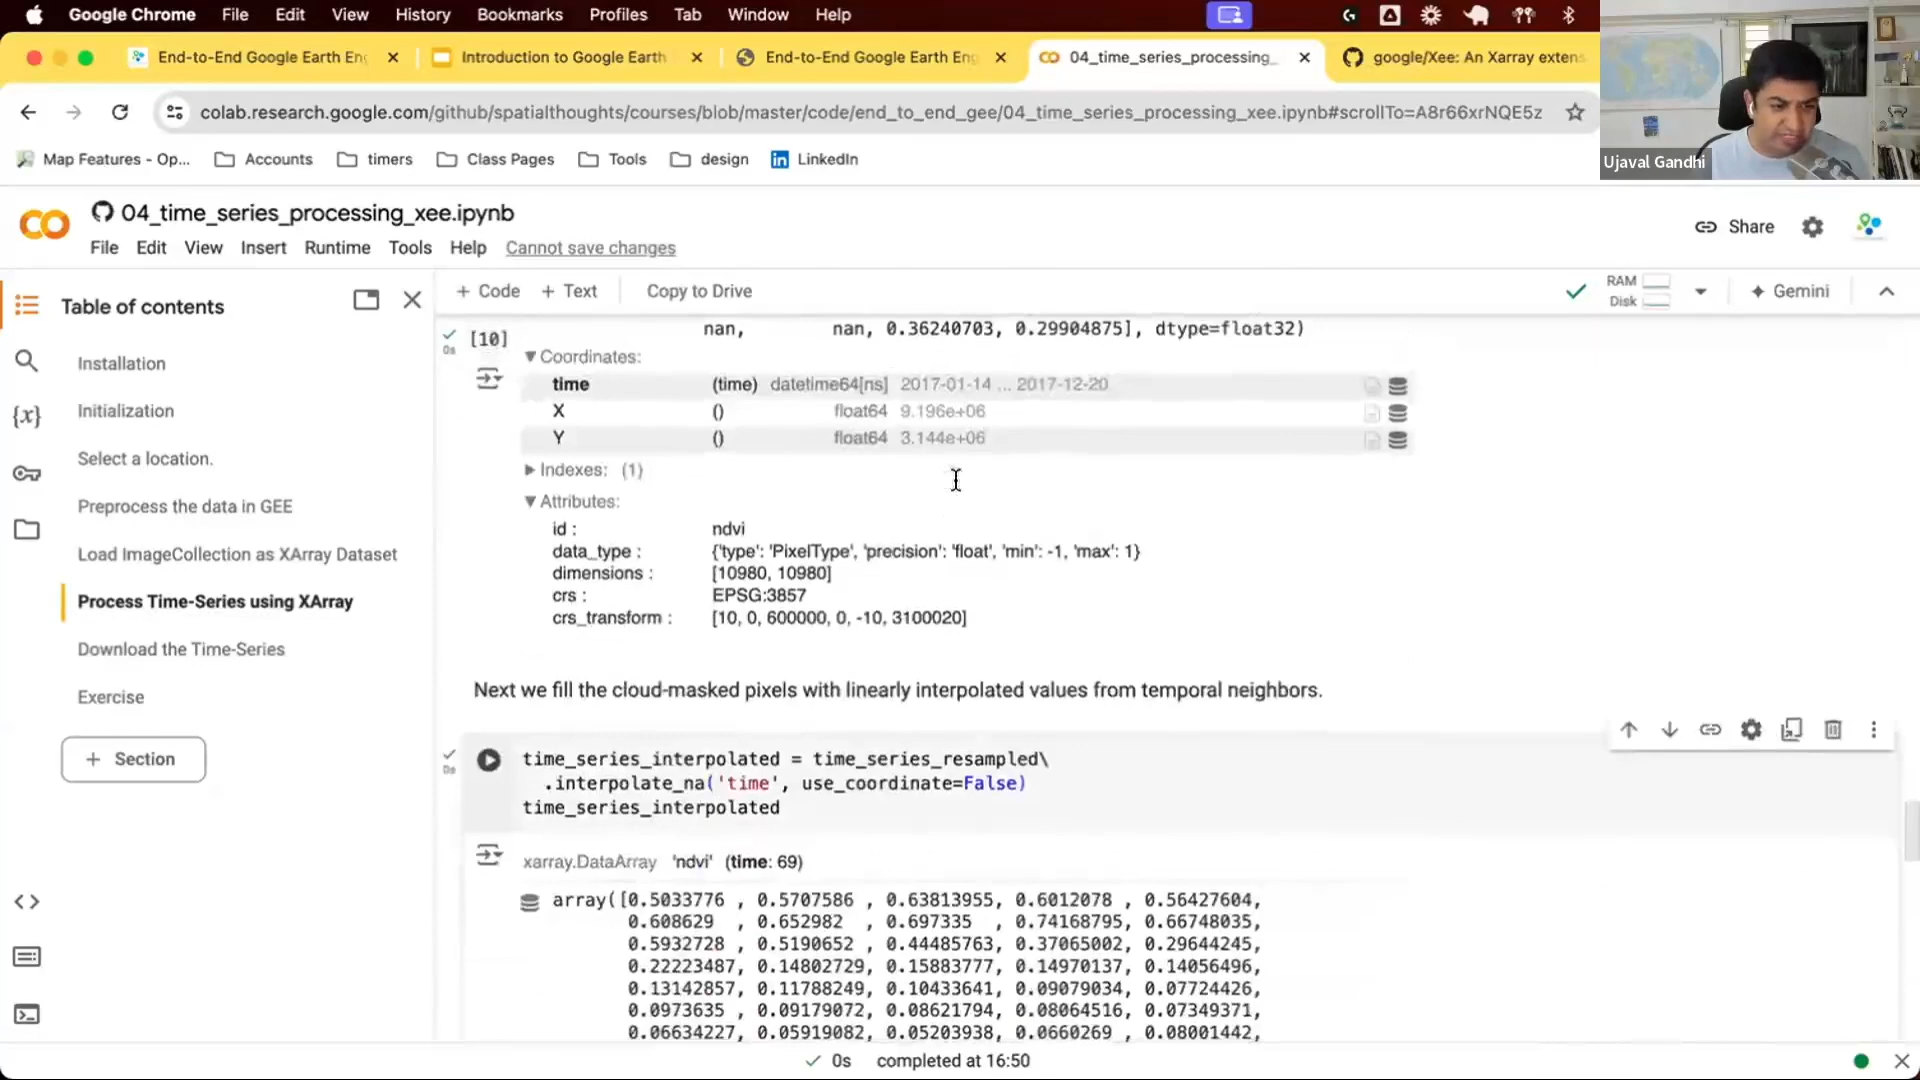 Google Chrome File Edit View History Bookmarks Profiles Tab Window Help
End-to-End Google Earth Eng
Introduction to Google Earth
End-to-End Google Earth Eng
04_time_series_processing_
google/Xee: An Xarray extens
colab.research.google.com/github/spatialthoughts/courses/blob/master/code/end_to_end_gee/04_time_series_processing_xee.ipynb#scrollTo=A8r66xrNQE5z
Map Features - Op... Accounts timers Class Pages Tools design LinkedIn
Ujaval Gandhi
04_time_series_processing_xee.ipynb
File Edit View Insert Runtime Tools Help Cannot save changes
Share
Table of contents
+ Code + Text Copy to Drive
RAM
Disk
Gemini
Installation
Initialization
Select a location.
Preprocess the data in GEE
Load ImageCollection as XArray Dataset
Process Time-Series using XArray
Download the Time-Series
Exercise
+ Section
[10]
0s
nan, nan, 0.36240703, 0.29904875], dtype=float32)
▼Coordinates:
time (time) datetime64[ns] 2017-01-14 ... 2017-12-20
X () float64 9.196e+06
Y () float64 3.144e+06
►Indexes: (1)
▼Attributes:
id : ndvi
data_type : {'type': 'PixelType', 'precision': 'float', 'min': -1, 'max': 1}
dimensions : [10980, 10980]
crs : EPSG:3857
crs_transform : [10, 0, 600000, 0, -10, 3100020]
Next we fill the cloud-masked pixels with linearly interpolated values from temporal neighbors.
0s
time_series_interpolated = time_series_resampled\
.interpolate_na('time', use_coordinate=False)
time_series_interpolated
xarray.DataArray 'ndvi' (time: 69)
array([0.5033776 , 0.5707586 , 0.63813955, 0.6012078 , 0.56427604,
0.608629 , 0.652982 , 0.697335 , 0.74168795, 0.66748035,
0.5932728 , 0.5190652 , 0.44485763, 0.37065002, 0.29644245,
0.22223487, 0.14802729, 0.15883777, 0.14970137, 0.14056496,
0.13142857, 0.11788249, 0.10433641, 0.09079034, 0.07724426,
0.0973635 , 0.09179072, 0.08621794, 0.08064516, 0.07349371,
0.06634227, 0.05919082, 0.05203938, 0.0660269 , 0.08001442,
0s completed at 16:50